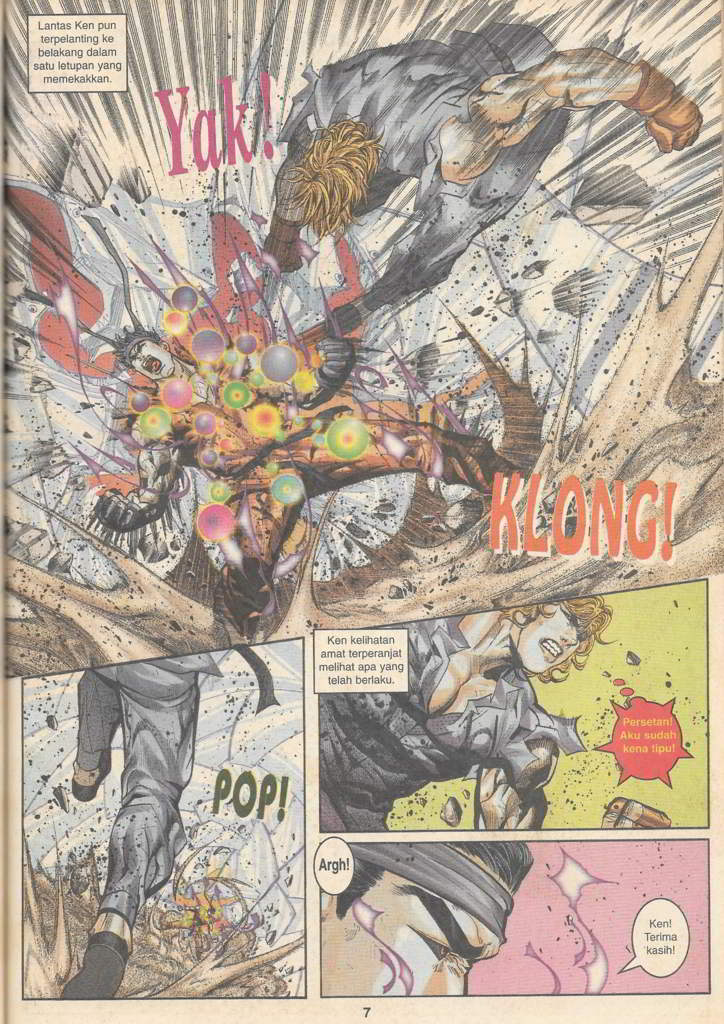 Lantas Ken pun
terpelanting ke
belakang dalam
satu letupan yang
memekakkan.
Yak!
KLONG!
POP!
Ken kelihatan
amat terperanjat
melihat apa yang
telah berlaku.
Persetan!
Aku sudah
kena tipu!
Argh!
Ken!
Terima
kasih!
7